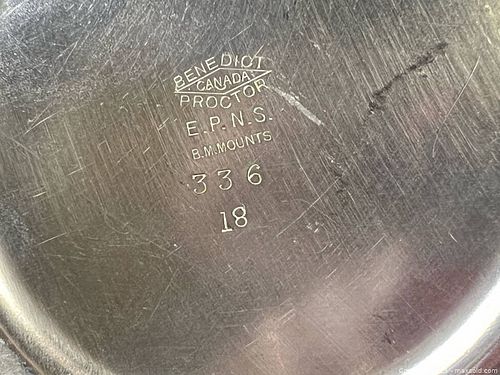 BENEDICT
CANADA
PROCTOR
E.P.N.S.
B.M.MOUNTS
336
18